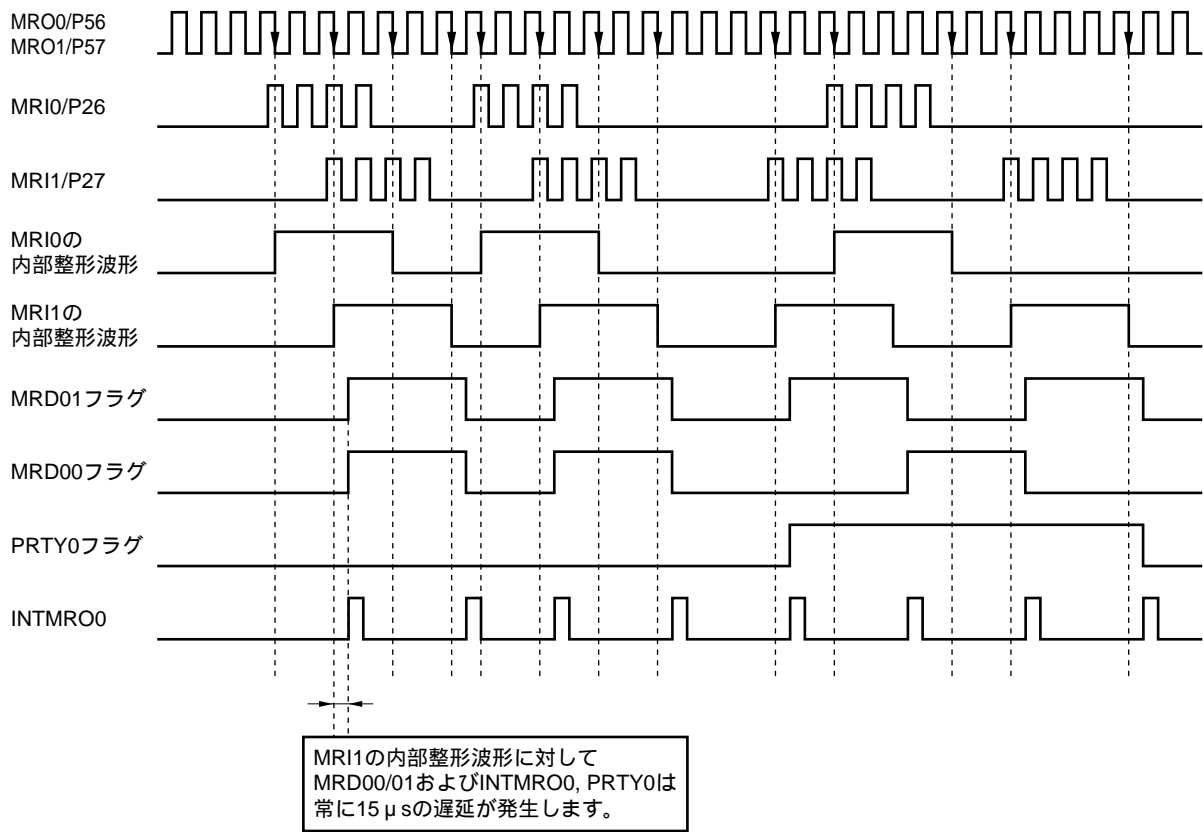 MRO0/P56
MRO1/P57
MRI0/P26
MRI1/P27
MRI0の
内部整形波形
MRI1の
内部整形波形
MRD01フラグ
MRD00フラグ
PRTY0フラグ
INTMRO0
MRI1の内部整形波形に対して
MRD00/01およびINTMRO0, PRTY0は
常に15μsの遅延が発生します。